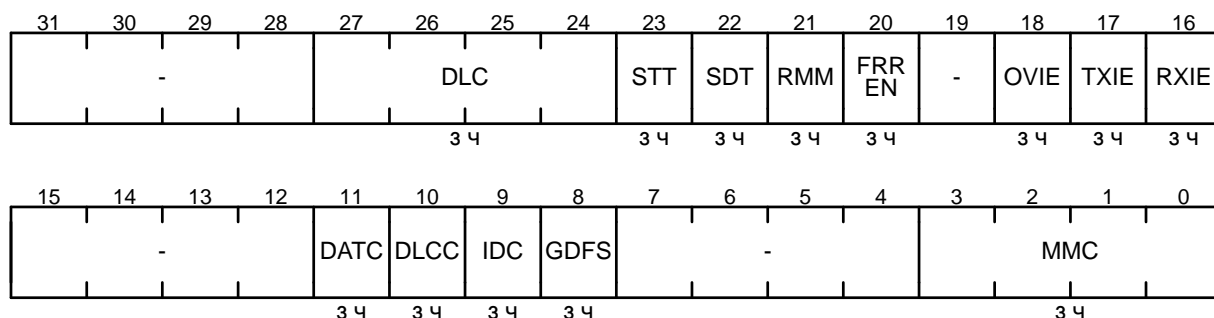 31 30 29 28 27 26 25 24 23 22 21 20 19 18 17 16
- DLC STT SDT RMM FRR EN - OVIE TXIE RXIE
З Ч З Ч З Ч З Ч З Ч З Ч З Ч З Ч
15 14 13 12 11 10 9 8 7 6 5 4 3 2 1 0
- DATC DLCC IDC GDFS - MMC
З Ч З Ч З Ч З Ч З Ч